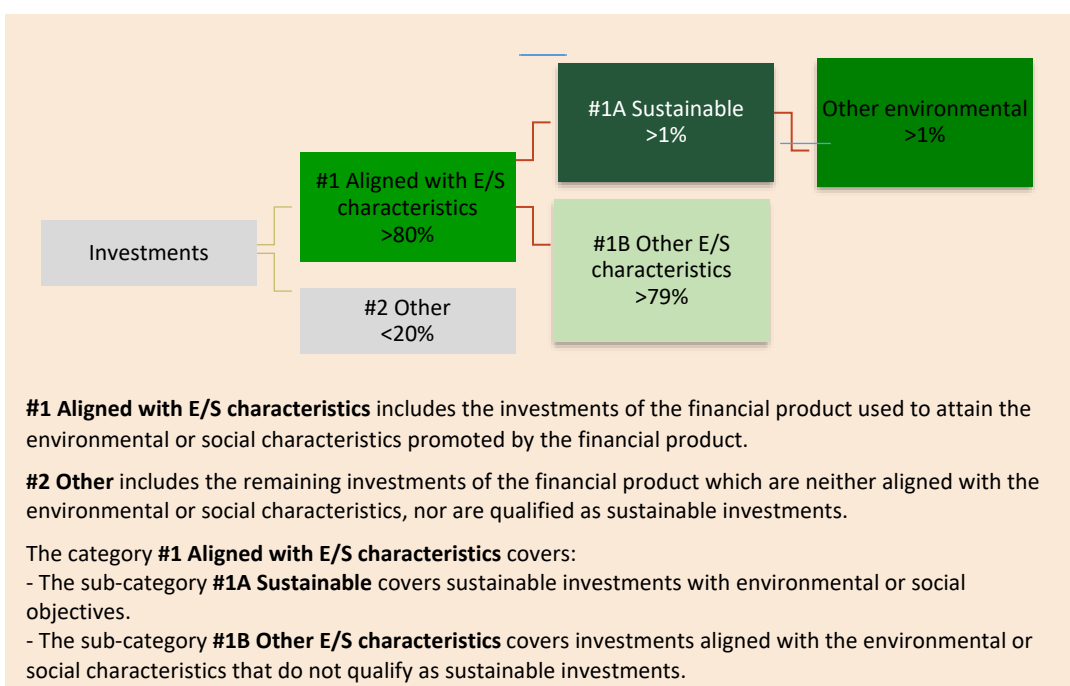 Investments
#1 Aligned with E/S
characteristics
>80%
#2 Other
<20%
#1A Sustainable
>1%
#1B Other E/S
characteristics
>79%
Other environmental
>1%
#1 Aligned with E/S characteristics includes the investments of the financial product used to attain the
environmental or social characteristics promoted by the financial product.
#2 Other includes the remaining investments of the financial product which are neither aligned with the
environmental or social characteristics, nor are qualified as sustainable investments.
The category #1 Aligned with E/S characteristics covers:
- The sub-category #1A Sustainable covers sustainable investments with environmental or social
objectives.
- The sub-category #1B Other E/S characteristics covers investments aligned with the environmental or
social characteristics that do not qualify as sustainable investments.